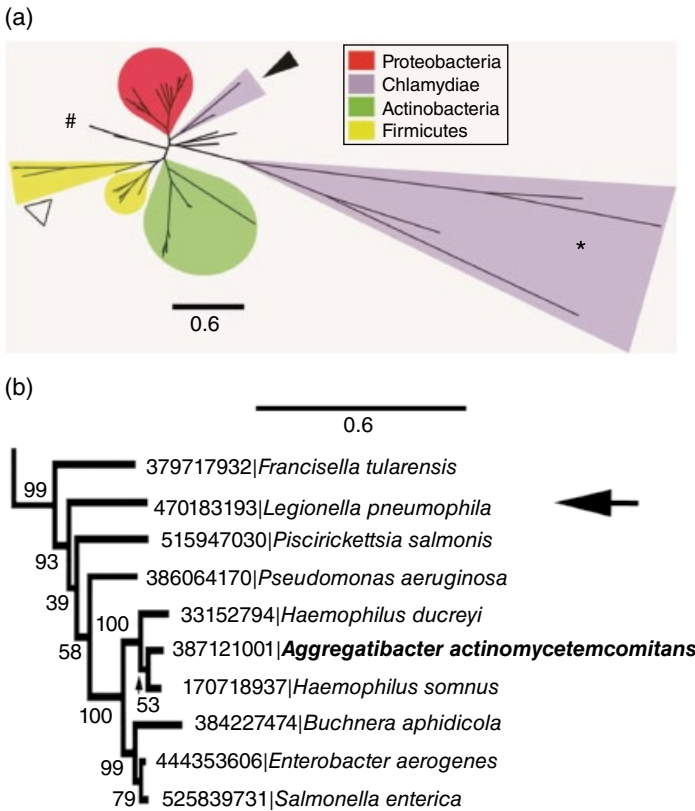 (a)
Proteobacteria
Chlamydiae
Actinobacteria
Firmicutes
#
*
0.6
(b)
0.6
99
379717932|Francisella tularensis
470183193|Legionella pneumophila
93
515947030|Piscirickettsia salmonis
39
386064170|Pseudomonas aeruginosa
100
33152794|Haemophilus ducreyi
58
387121001|Aggregatibacter actinomycetemcomitans
170718937|Haemophilus somnus
53
100
384227474|Buchnera aphidicola
99
444353606|Enterobacter aerogenes
79
525839731|Salmonella enterica